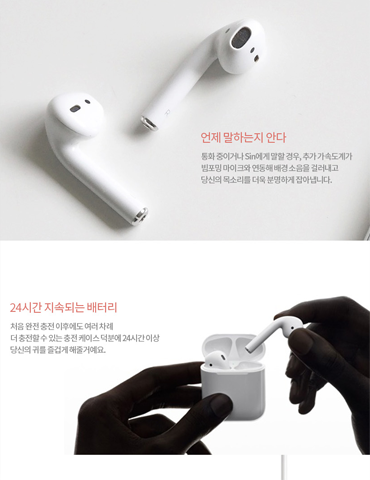 언제 말하는지 안다
통화 중이거나 Siri에게 말할 경우, 추가 가속도계가
빔포밍 마이크와 연동해 배경 소음을 걸러내고
당신의 목소리를 더욱 분명하게 잡아냅니다.
24시간 지속되는 배터리
처음 완전 충전 이후에도 여러 차례
더 충전할 수 있는 충전 케이스 덕분에 24시간 이상
당신의 귀를 즐겁게 해줄거예요.